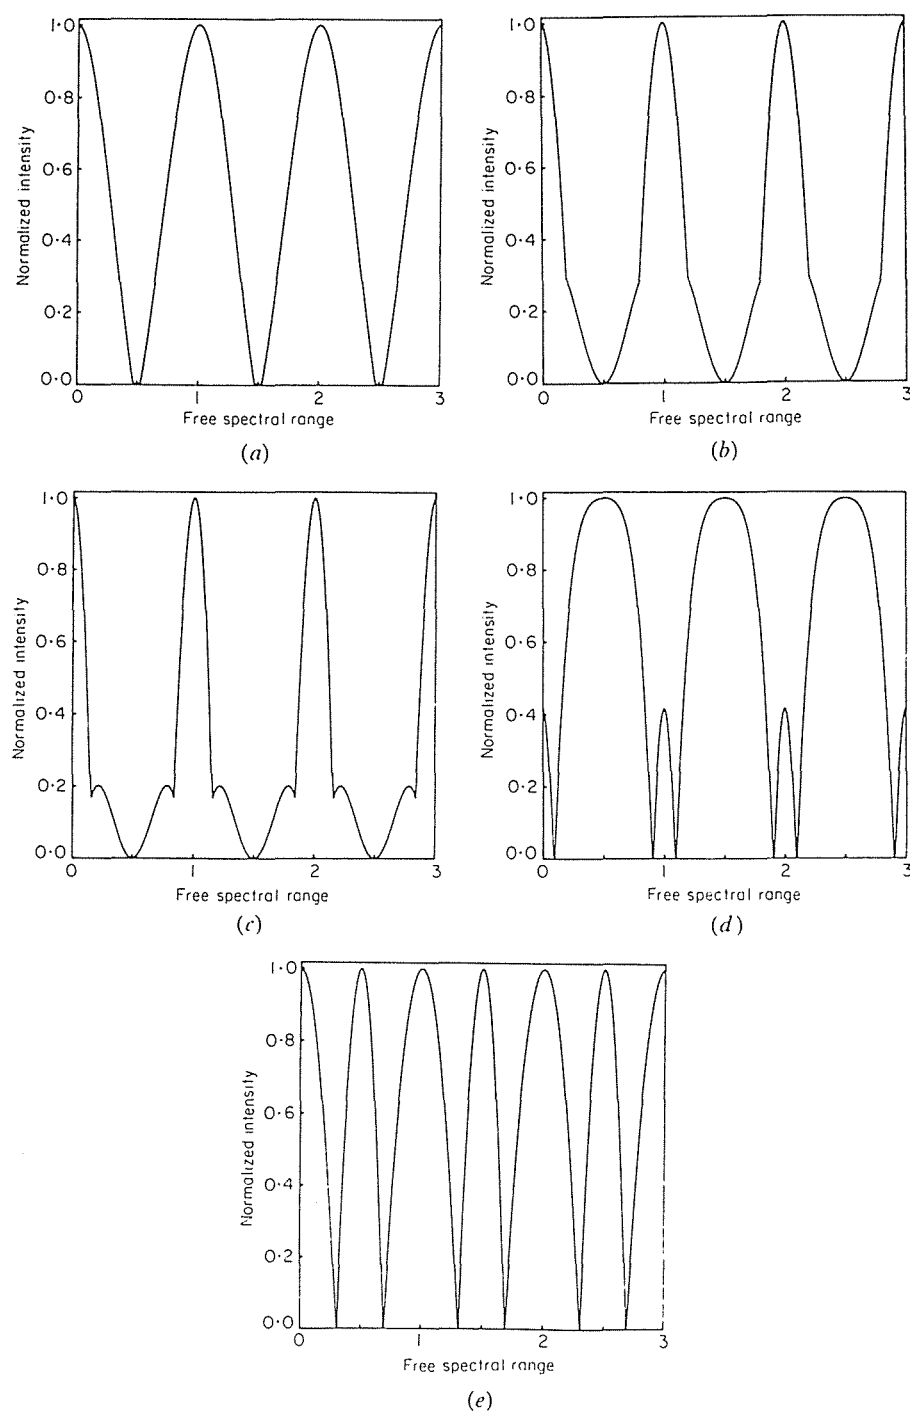 1·0
0·8
0·6
0·4
0·2
0·0
Normalized intensity
0 1 2 3
Free spectral range
(a)
1·0
0·8
0·6
0·4
0·2
0·0
Normalized intensity
0 1 2 3
Free spectral range
(b)
1·0
0·8
0·6
0·4
0·2
0·0
Normalized intensity
0 1 2 3
Free spectral range
(c)
1·0
0·8
0·6
0·4
0·2
0·0
Normalized intensity
0 1 2 3
Free spectral range
(d)
1·0
0·8
0·6
0·4
0·2
0·0
Normalized intensity
0 1 2 3
Free spectral range
(e)